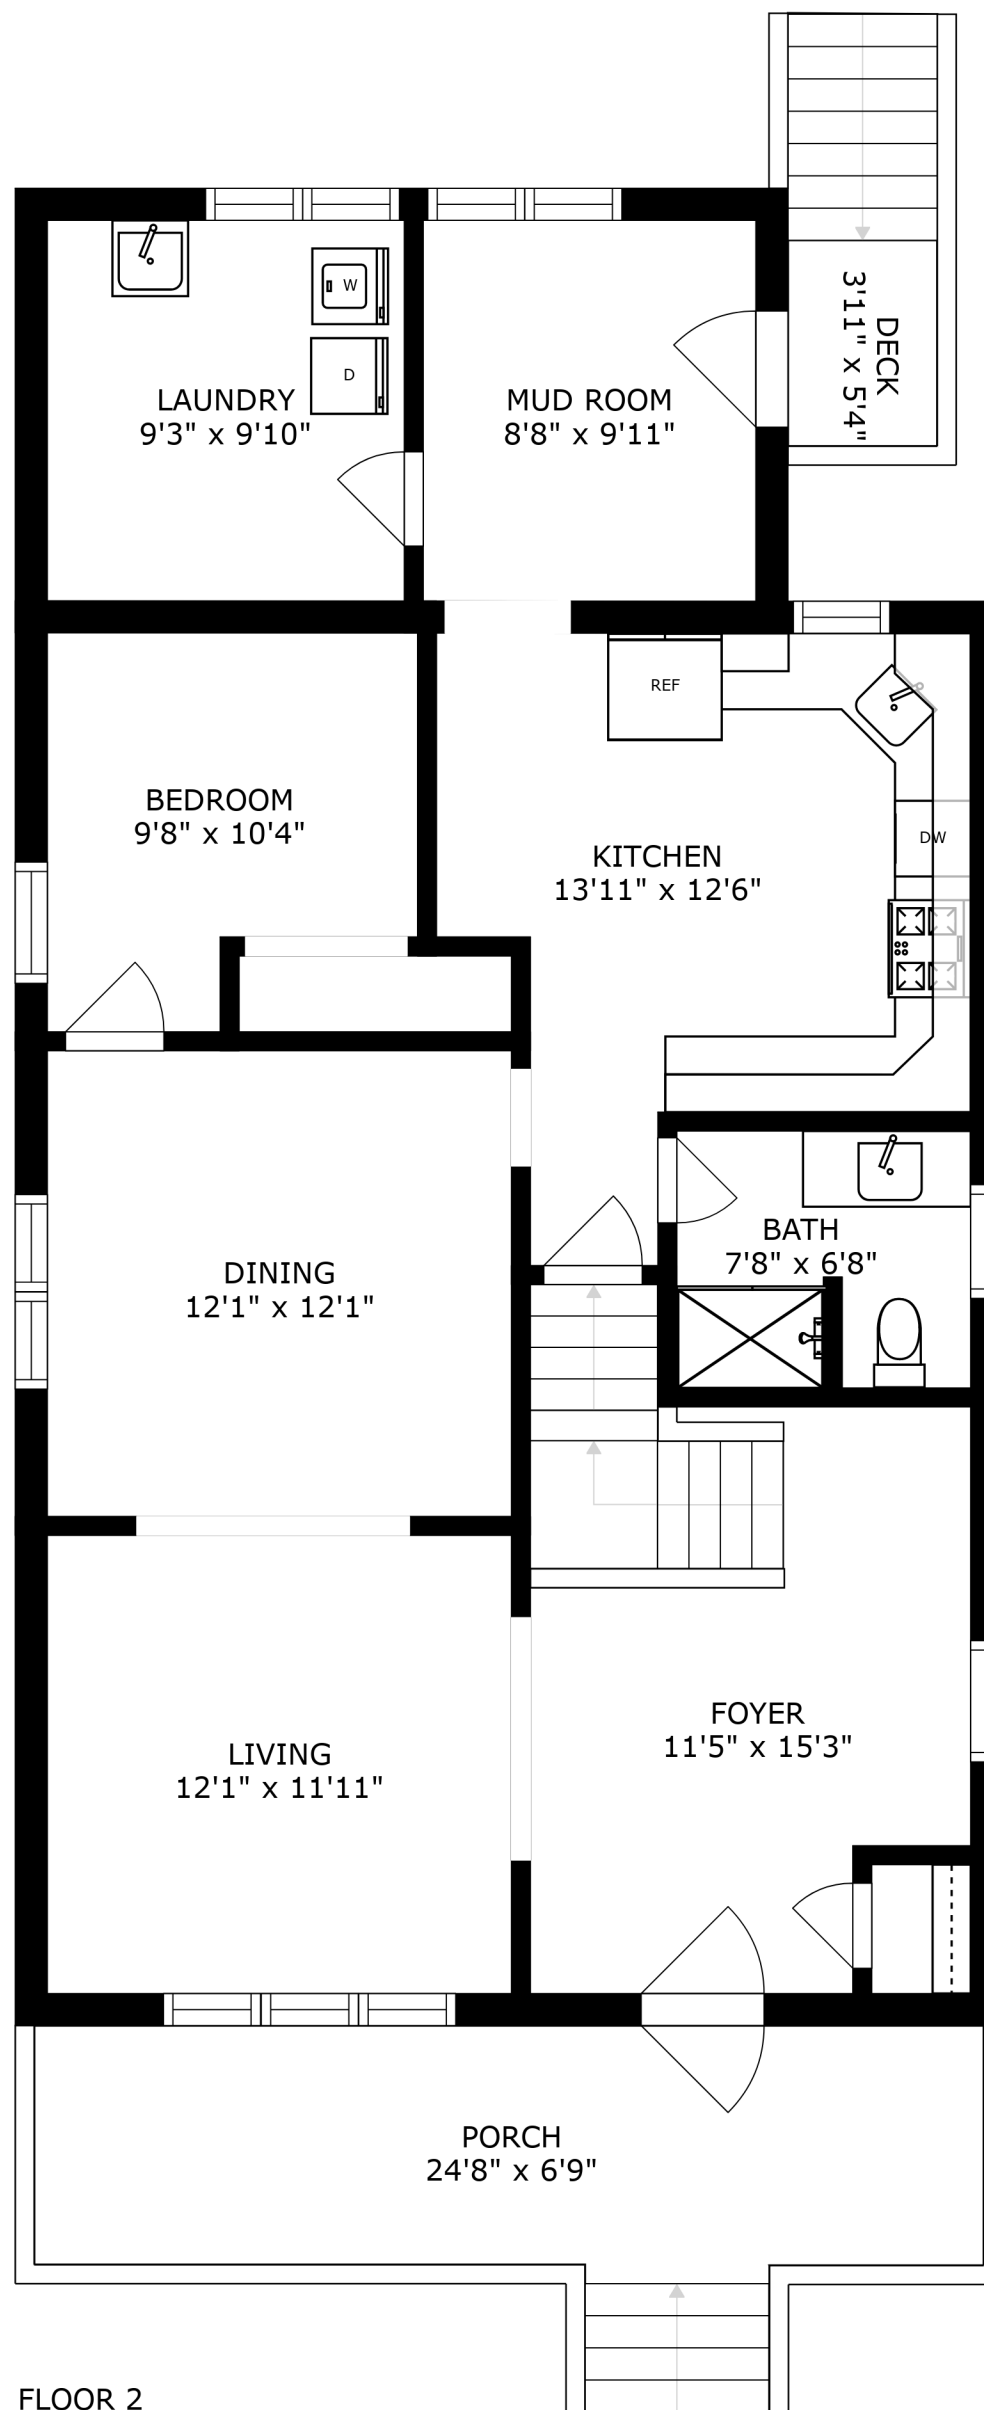 DECK
3'11" x 5'4"
W
D
LAUNDRY
9'3" x 9'10"
MUD ROOM
8'8" x 9'11"
REF
BEDROOM
9'8" x 10'4"
KITCHEN
13'11" x 12'6"
DW
BATH
7'8" x 6'8"
DINING
12'1" x 12'1"
FOYER
11'5" x 15'3"
LIVING
12'1" x 11'11"
PORCH
24'8" x 6'9"
FLOOR 2